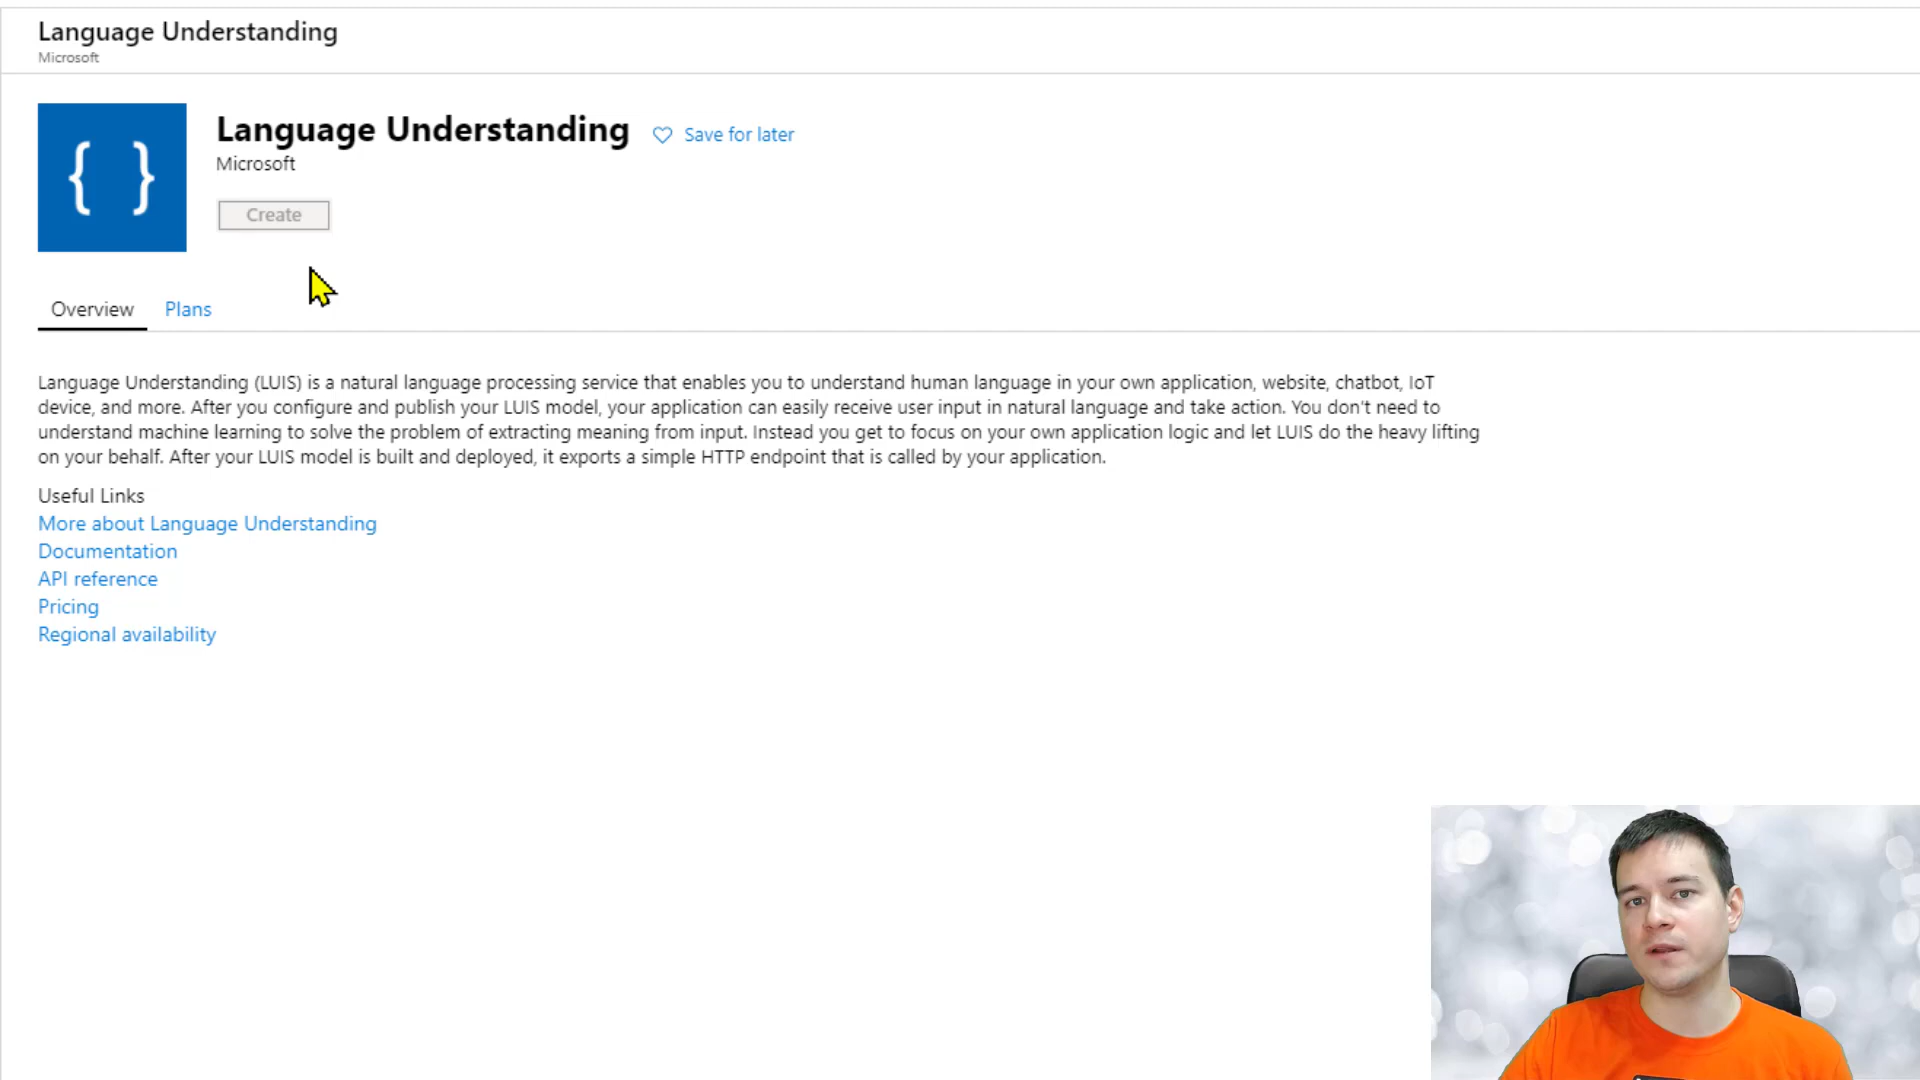 Language Understanding
Microsoft
{ }
Language Understanding
Save for later
Microsoft
Create
Overview
Plans
Language Understanding (LUIS) is a natural language processing service that enables you to understand human language in your own application, website, chatbot, IoT
device, and more. After you configure and publish your LUIS model, your application can easily receive user input in natural language and take action. You don't need to
understand machine learning to solve the problem of extracting meaning from input. Instead you get to focus on your own application logic and let LUIS do the heavy lifting
on your behalf. After your LUIS model is built and deployed, it exports a simple HTTP endpoint that is called by your application.
Useful Links
More about Language Understanding
Documentation
API reference
Pricing
Regional availability